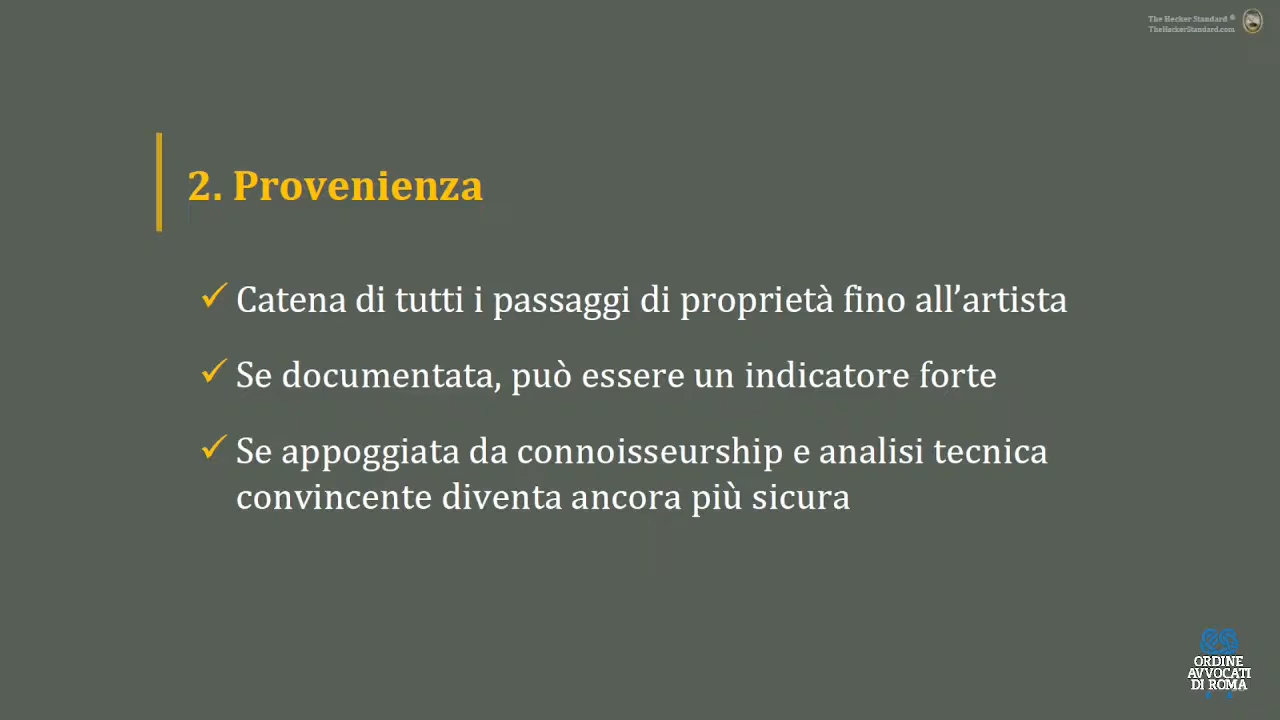 The Hecker Standard ®
TheHeckerStandard.com
2. Provenienza
✓ Catena di tutti i passaggi di proprietà fino all’artista
✓ Se documentata, può essere un indicatore forte
✓ Se appoggiata da connoisseurship e analisi tecnica
convincente diventa ancora più sicura
ORDINE
AVVOCATI
DI ROMA